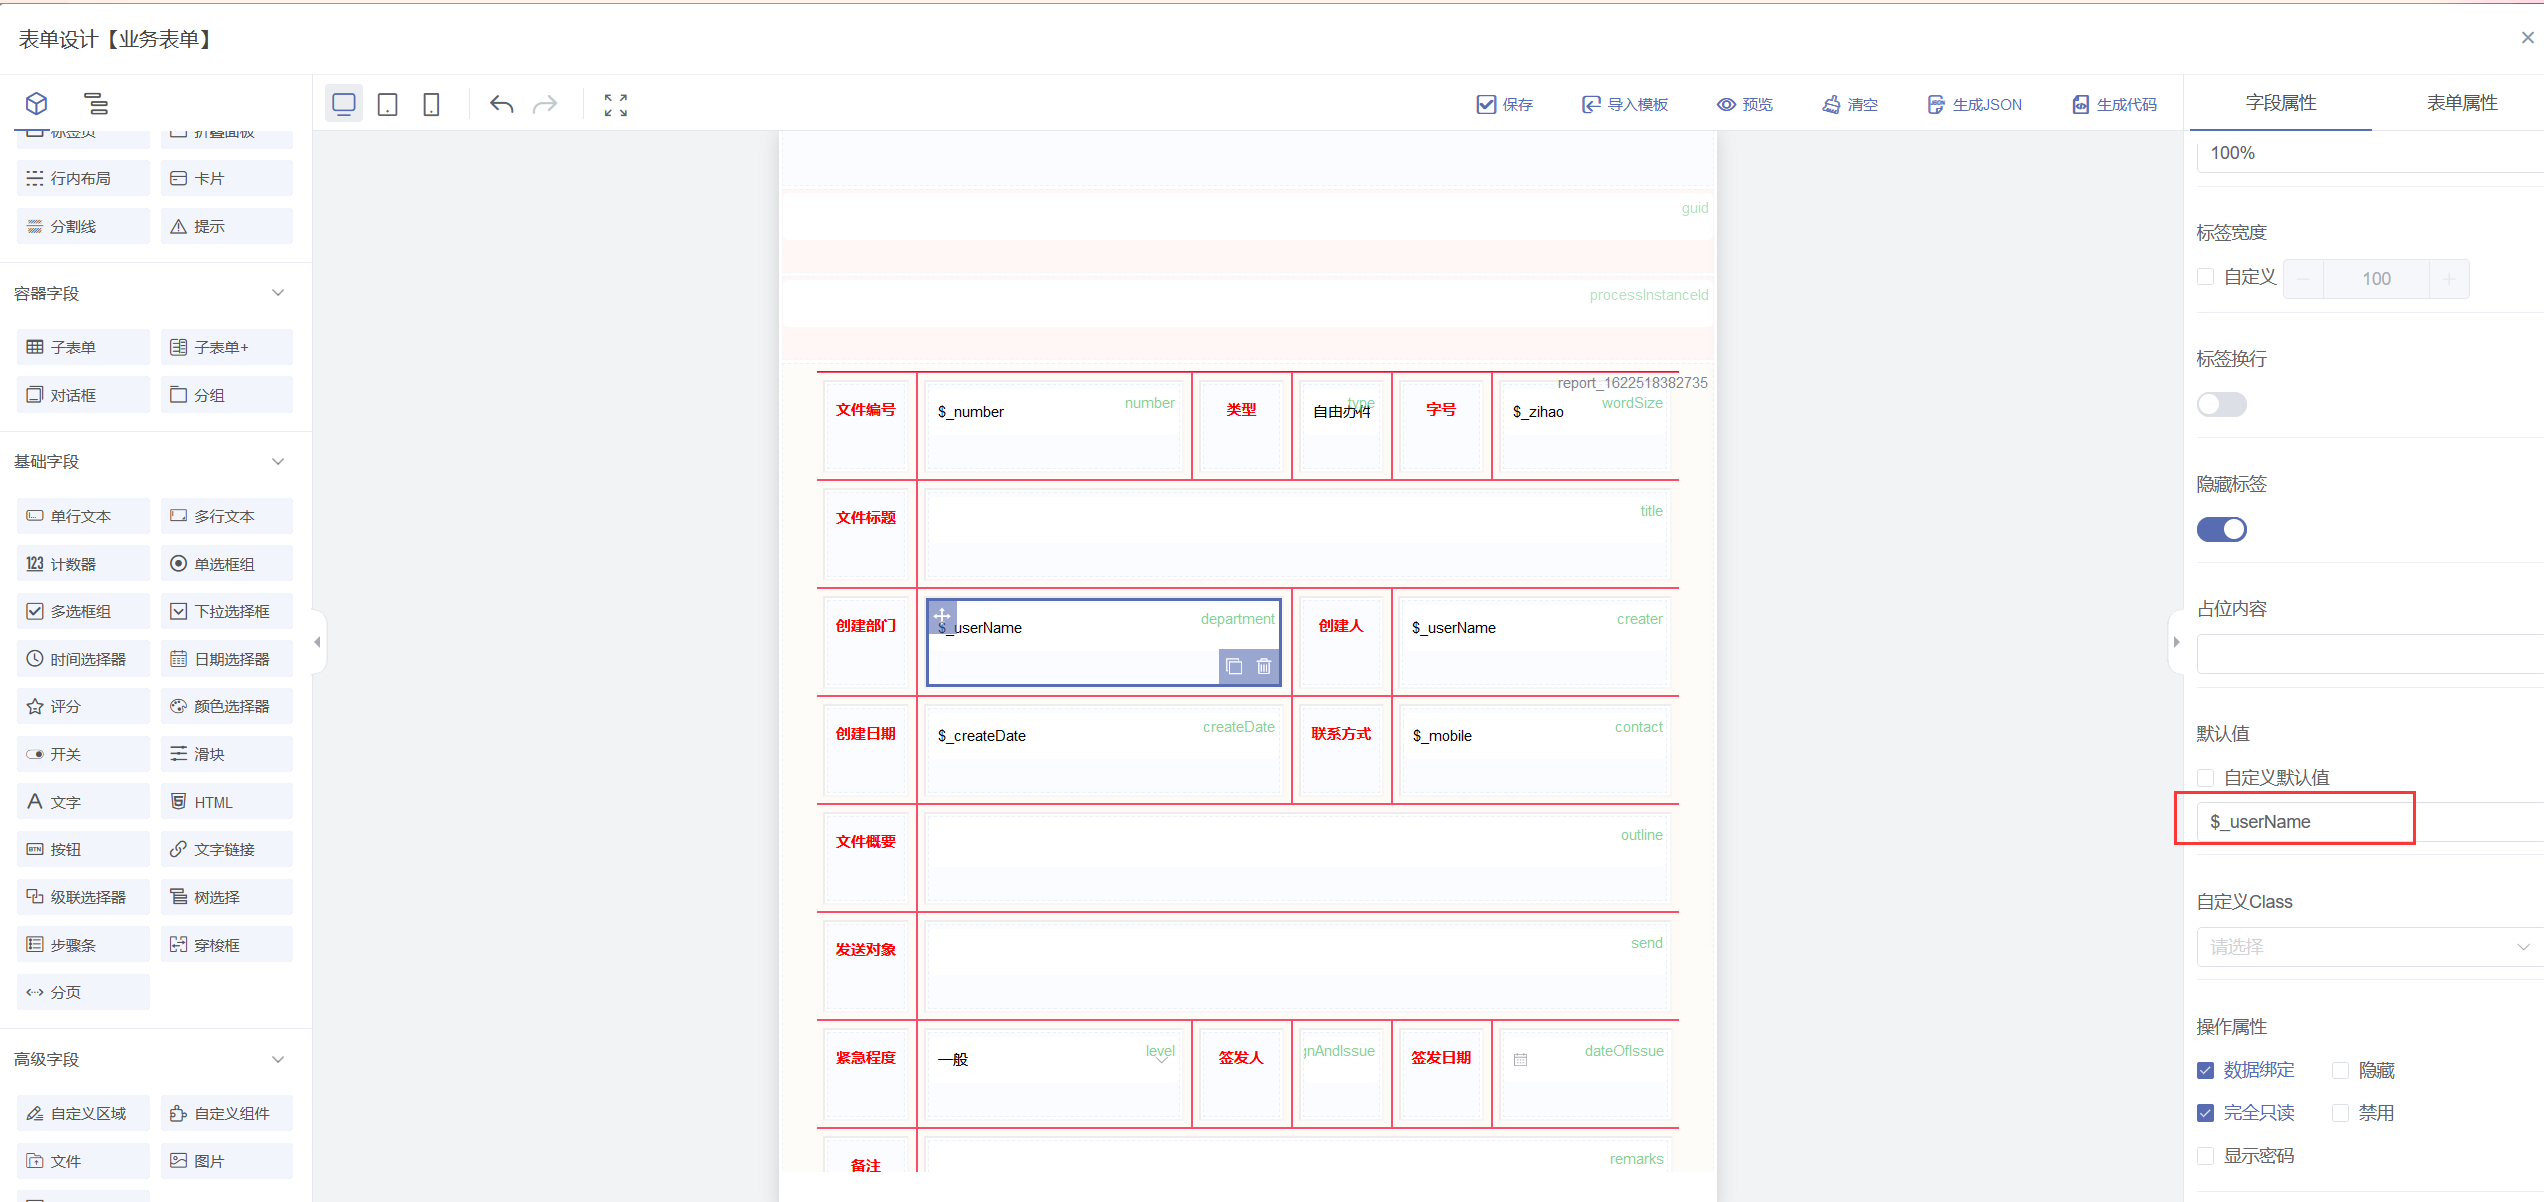 表单设计【业务表单】
保存
导入模板
预览
清空
生成JSON
生成代码
字段属性
表单属性
标签页
折叠面板
行内布局
卡片
分割线
提示
容器字段
子表单
子表单+
对话框
分组
基础字段
单行文本
多行文本
计数器
单选框组
多选框组
下拉选择框
时间选择器
日期选择器
评分
颜色选择器
开关
滑块
文字
HTML
按钮
文字链接
级联选择器
树选择
步骤条
穿梭框
分页
高级字段
自定义区域
自定义组件
文件
图片
guid
processInstanceId
report_1622518382735
文件编号
$_number
number
类型
自由办件
type
字号
$_zihao
wordSize
文件标题
title
创建部门
$_userName
department
创建人
$_userName
creater
创建日期
$_createDate
createDate
联系方式
$_mobile
contact
文件概要
outline
发送对象
send
紧急程度
一般
level
签发人
gnAndIssue
签发日期
dateOfIssue
备注
remarks
100%
标签宽度
自定义
100
标签换行
隐藏标签
占位内容
默认值
自定义默认值
$_userName
自定义Class
请选择
操作属性
数据绑定
隐藏
完全只读
禁用
显示密码